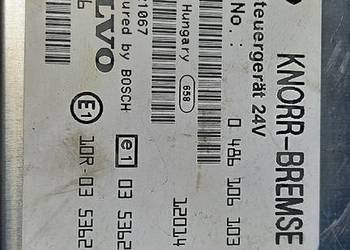 KNORR-BREMSE
teuergerät 24V
No.: 0 486 106 103
Hungary 658 12014
1067
ured by BOSCH e1 03 5362
LVO E1 10R-03 5362